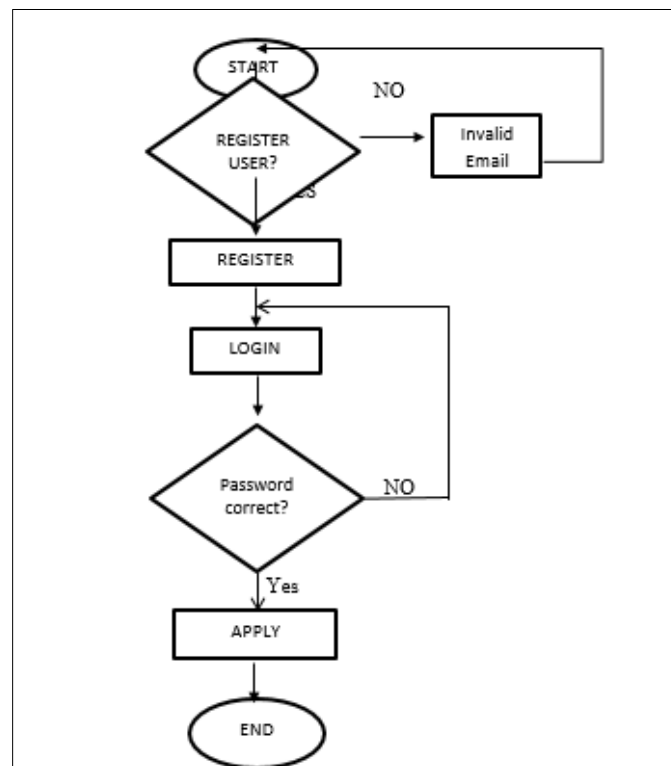 START
NO
REGISTER
USER?
Invalid
Email
REGISTER
LOGIN
Password
correct?
NO
Yes
APPLY
END